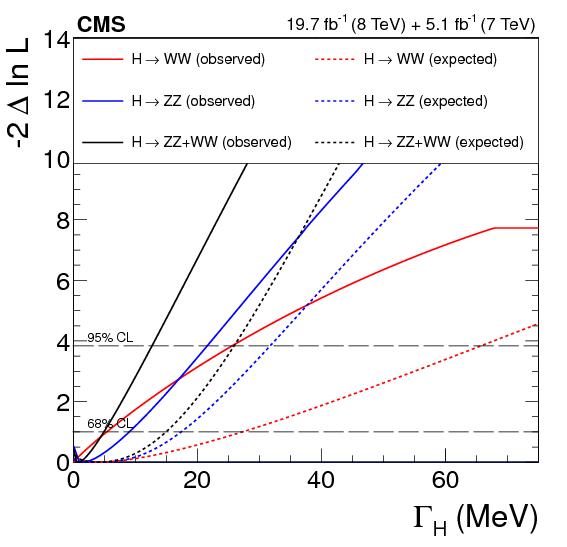 CMS 19.7 fb-1 (8 TeV) + 5.1 fb-1 (7 TeV)
-2 Δ ln L
14
12
10
8
6
4
2
0
H → WW (observed) H → WW (expected)
H → ZZ (observed) H → ZZ (expected)
H → ZZ+WW (observed) H → ZZ+WW (expected)
95% CL
68% CL
0 20 40 60
ΓH (MeV)